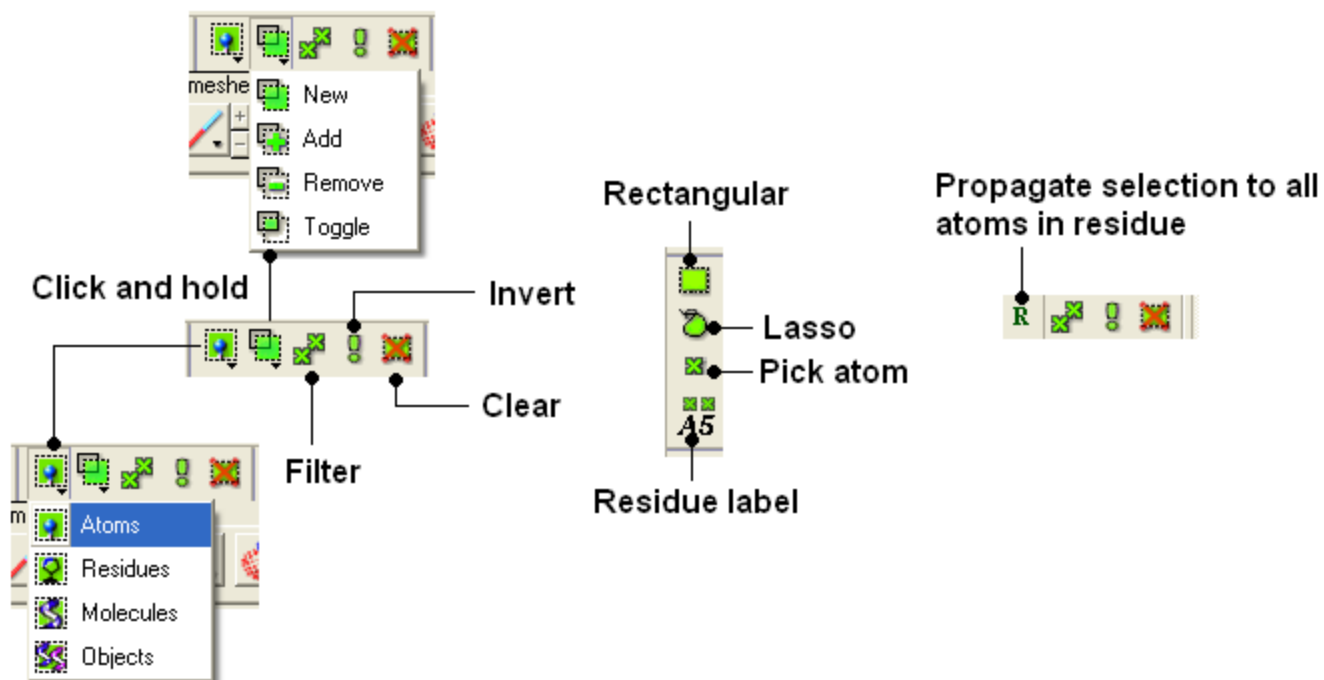 meshe
New
Add
Remove
Toggle
Click and hold
Invert
Clear
Filter
m
Atoms
Residues
Molecules
Objects
Rectangular
Lasso
Pick atom
A5
Residue label
Propagate selection to all
atoms in residue
R